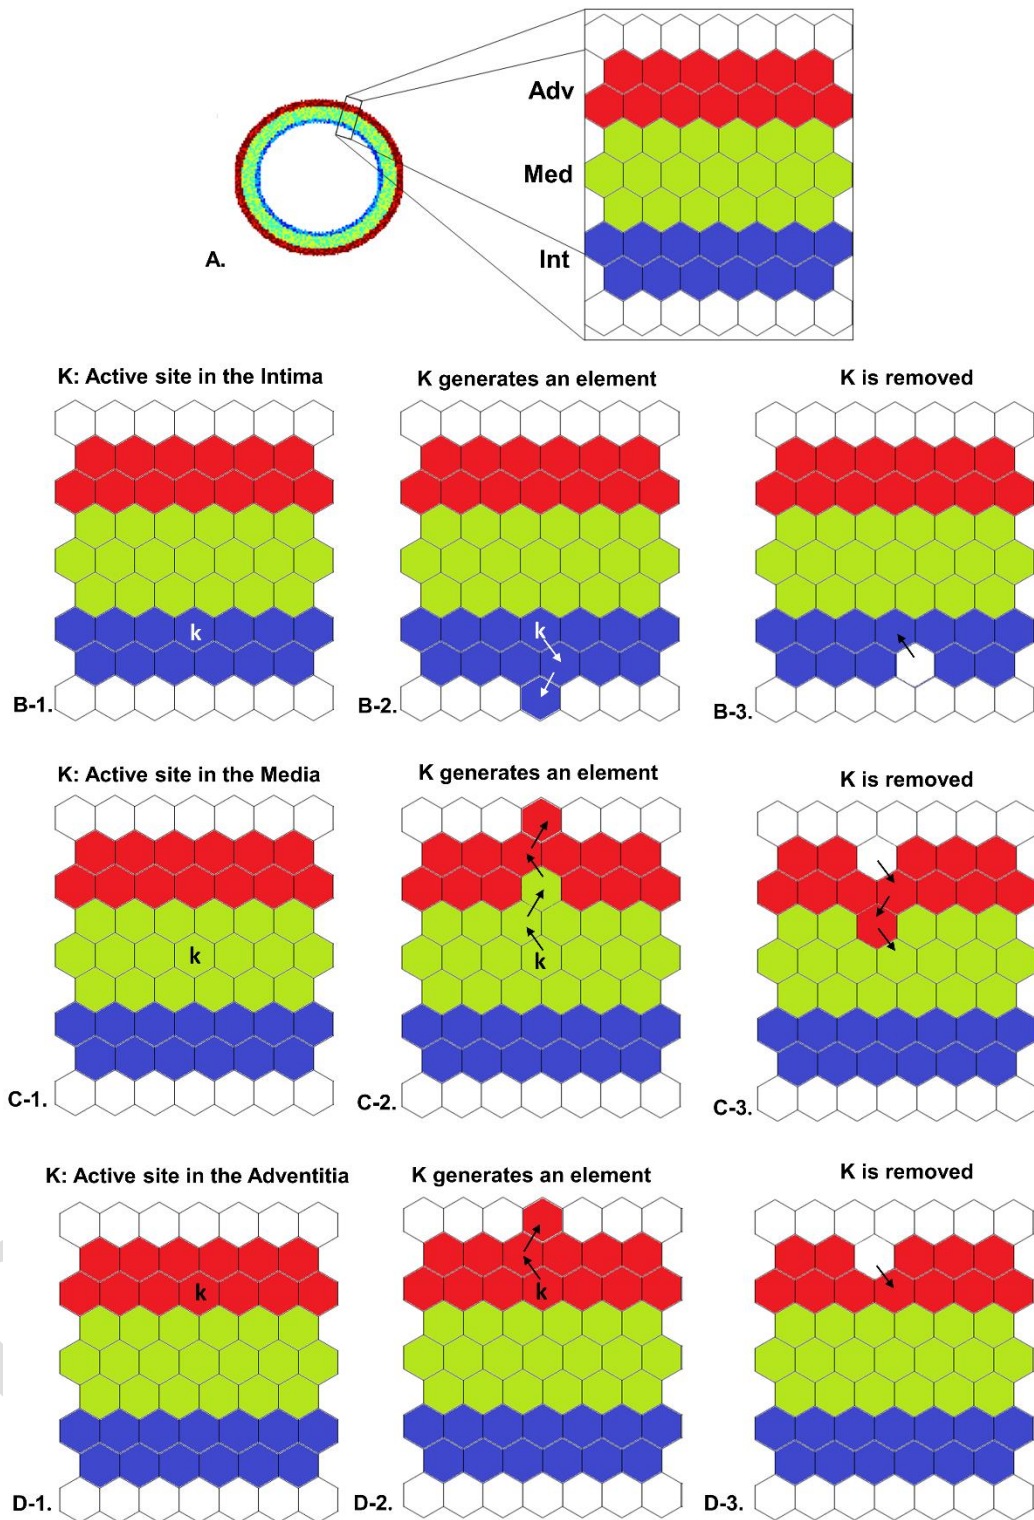 Adv
Med
Int
A.
K: Active site in the Intima
K generates an element
K is removed
k
k
B-1.
B-2.
B-3.
K: Active site in the Media
K generates an element
K is removed
k
k
C-1.
C-2.
C-3.
K: Active site in the Adventitia
K generates an element
K is removed
k
k
D-1.
D-2.
D-3.